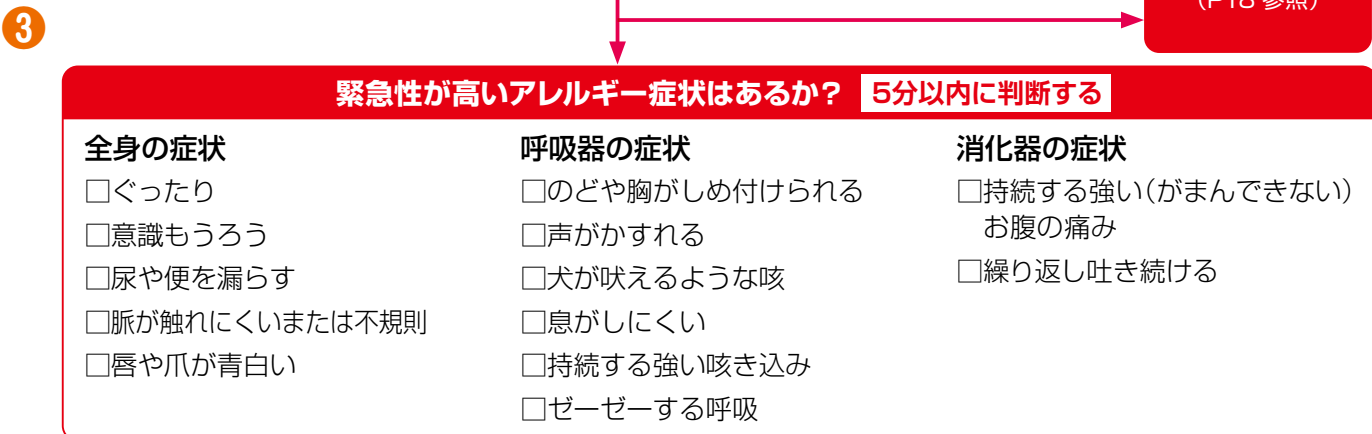 (P18 参照)
3
緊急性が高いアレルギー症状はあるか? 5分以内に判断する
全身の症状
□ぐったり
□意識もうろう
□尿や便を漏らす
□脈が触れにくいまたは不規則
□唇や爪が青白い
呼吸器の症状
□のどや胸がしめ付けられる
□声がかすれる
□犬が吠えるような咳
□息がしにくい
□持続する強い咳き込み
□ゼーゼーする呼吸
消化器の症状
□持続する強い(がまんできない)
お腹の痛み
□繰り返し吐き続ける